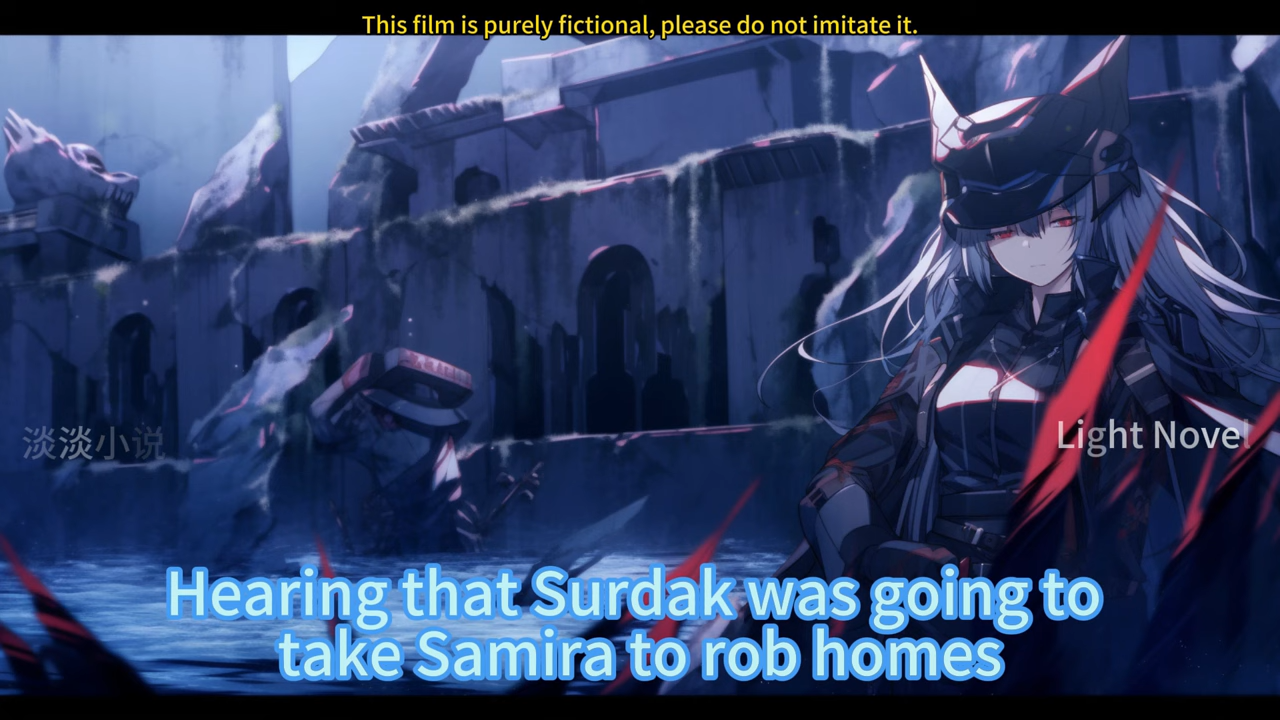 This film is purely fictional, please do not imitate it.
淡淡小说
Light Novel
Hearing that Surdak was going to
take Samira to rob homes